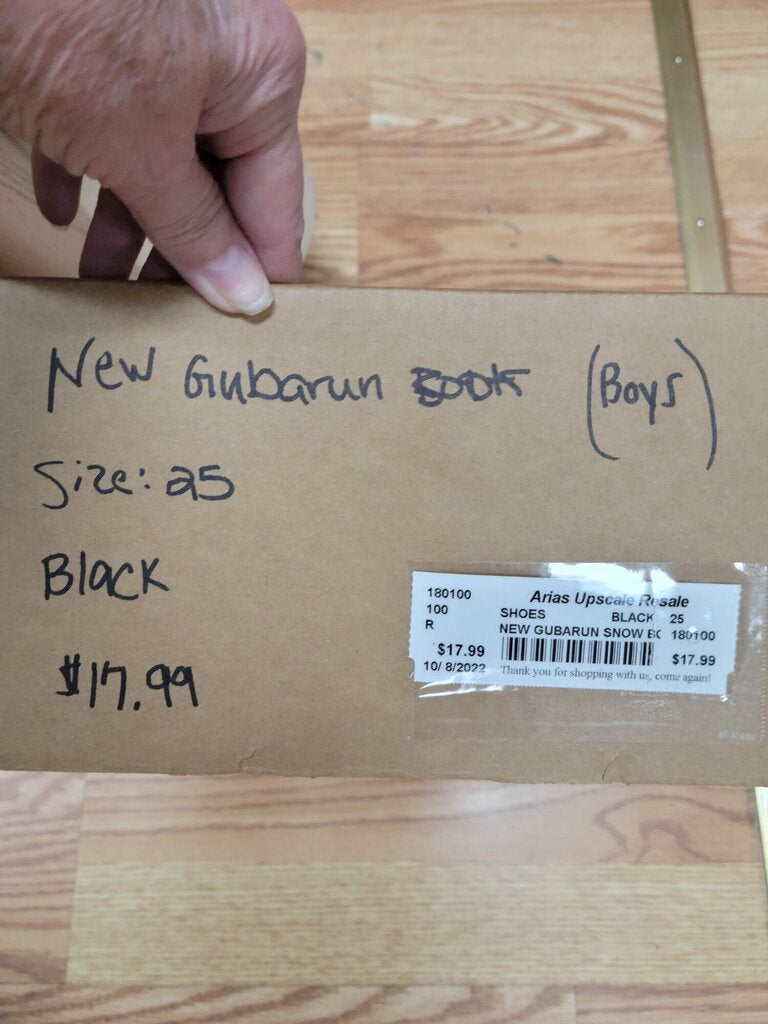 New Gubarun (Boys)
Size: 25
Black
$17.99
180100 Arias Upscale Resale
100 SHOES BLACK 25
R NEW GUBARUN SNOW BO 180100
$17.99 $17.99
10/ 8/2022 Thank you for shopping with us, come again!